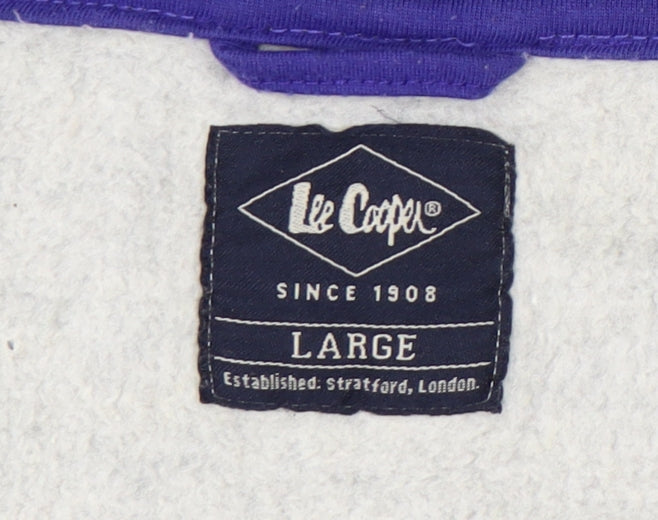 Lee Cooper®
SINCE 1908
LARGE
Established: Stratford, London.